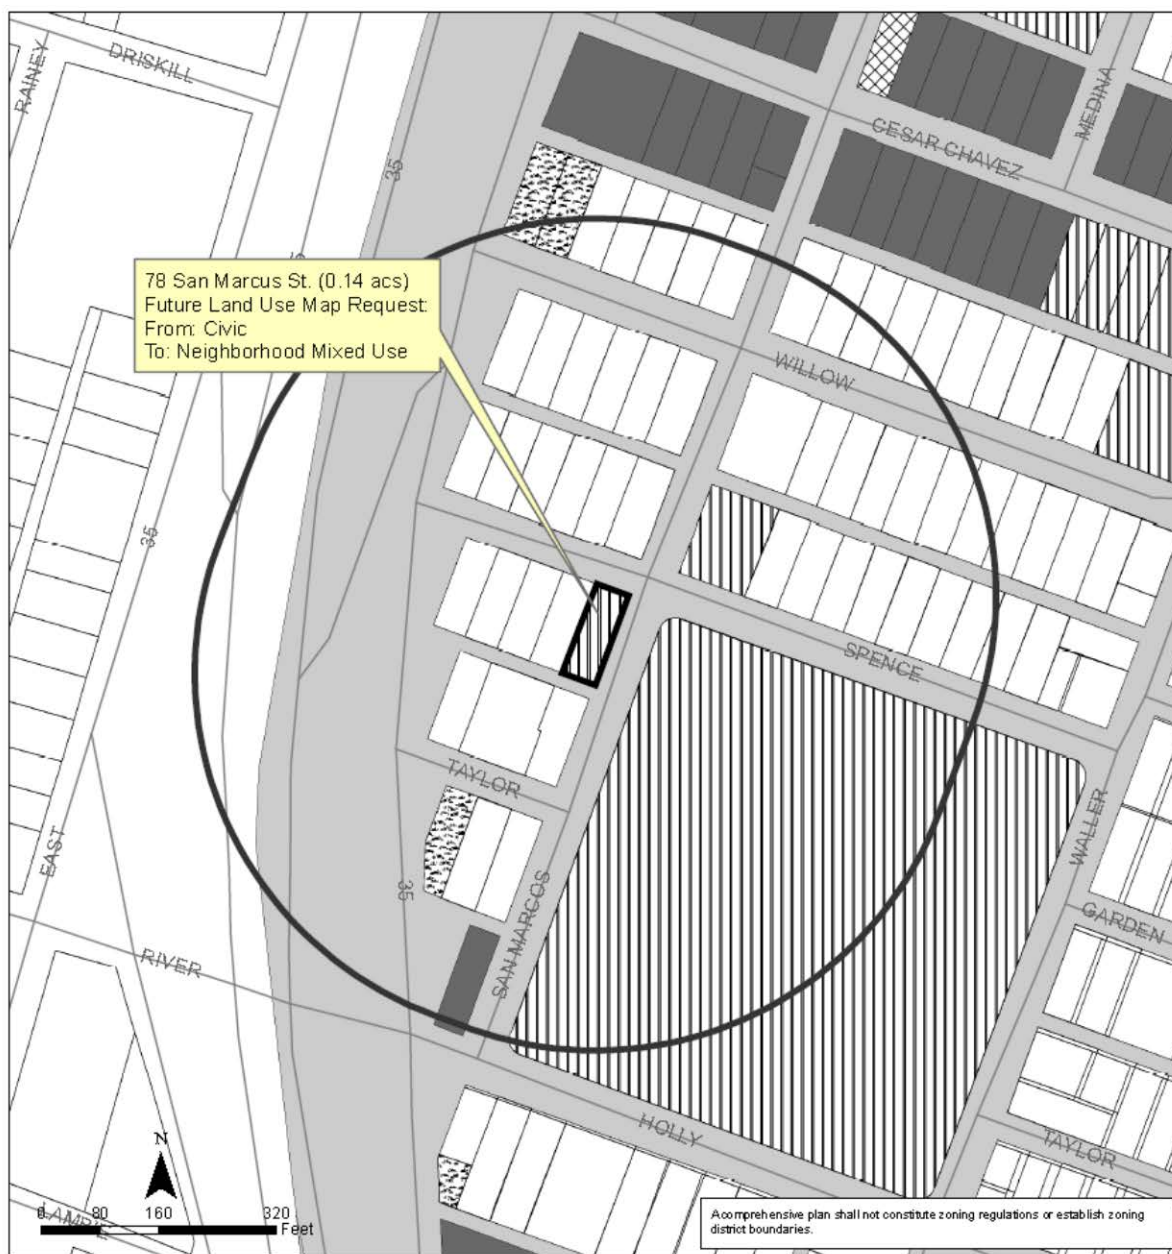 DRISKILL
RAINEY
MEDINA
CESAR CHAVEZ
35
78 San Marcus St. (0.14 acs)
Future Land Use Map Request:
From: Civic
To: Neighborhood Mixed Use
WILLOW
35
SPENCE
TAYLOR
WALLER
EAST
35
SAN MARCOS
GARDEN
RIVER
HOLLY
TAYLOR
N
0 80 160 320
Feet
A comprehensive plan shall not constitute zoning regulations or establish zoning
district boundaries.